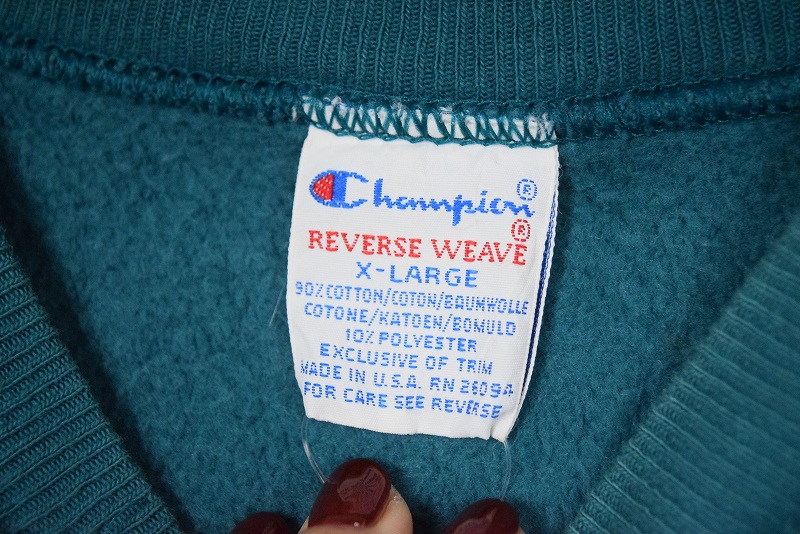 Champion®
REVERSE WEAVE®
X-LARGE
90% COTTON/COTON/BAUMWOLLE
COTONE/KATOEN/BOMULD
10% POLYESTER
EXCLUSIVE OF TRIM
MADE IN U.S.A. RN 26094
FOR CARE SEE REVERSE